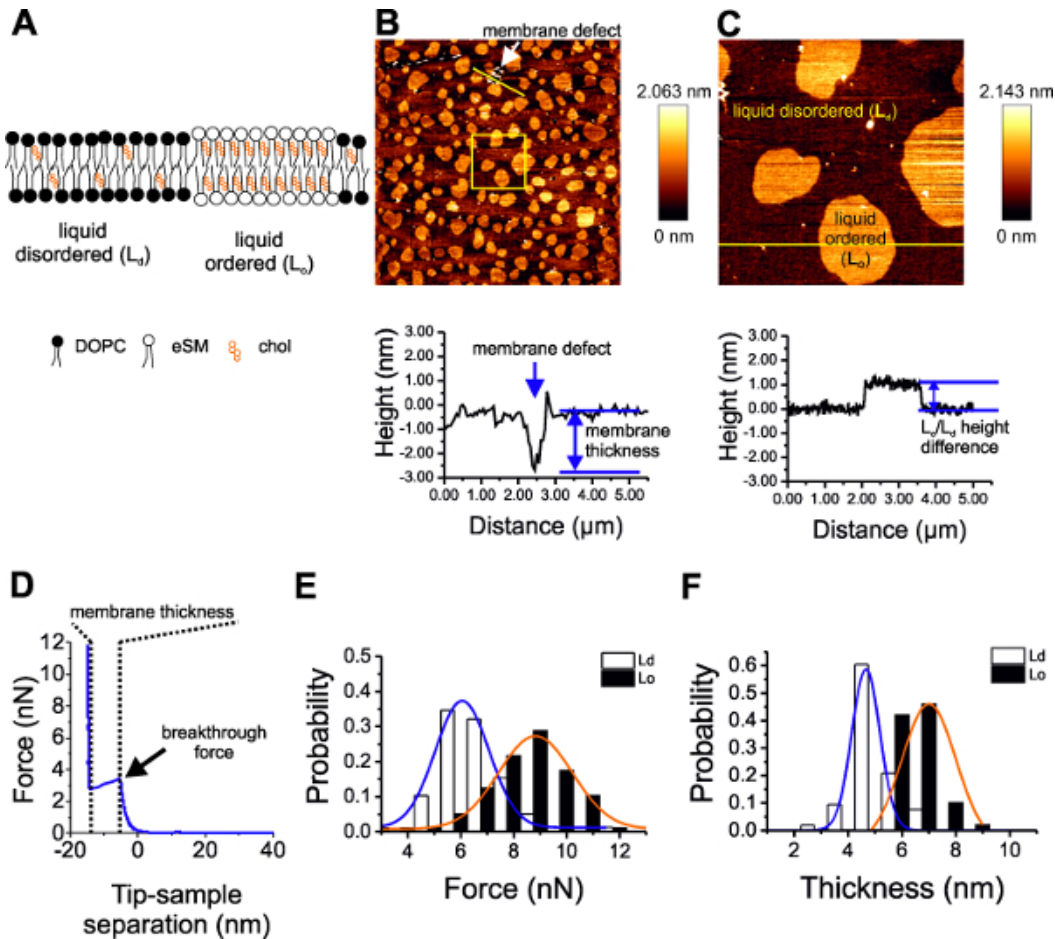 A
liquid
disordered (Ld)
liquid
ordered (Lo)
DOPC
eSM
chol
B
membrane defect
2.063 nm
0 nm
Height (nm)
3.00
2.00
1.00
0.00
-1.00
-2.00
-3.00
membrane defect
membrane
thickness
0.00 1.00 2.00 3.00 4.00 5.00
Distance (µm)
C
liquid disordered (Ld)
liquid
ordered
(Lo)
2.143 nm
0 nm
Height (nm)
3.00
2.00
1.00
0.00
-1.00
-2.00
-3.00
Lo/Ld height
difference
0.00 1.00 2.00 3.00 4.00 5.00
Distance (µm)
D
membrane thickness
Force (nN)
12
10
8
6
4
2
0
breakthrough
force
-20 0 20 40
Tip-sample
separation (nm)
E
Probability
0.5
0.4
0.3
0.2
0.1
0.0
Ld
Lo
4 6 8 10 12
Force (nN)
F
Probability
0.6
0.5
0.4
0.3
0.2
0.1
0.0
Ld
Lo
2 4 6 8 10
Thickness (nm)